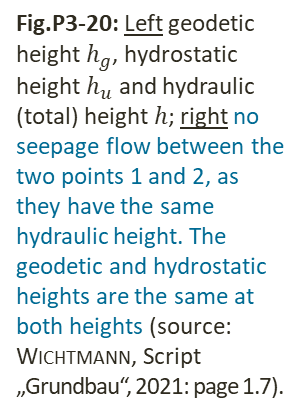 Fig.P3-20: Left geodetic
height h_g, hydrostatic
height h_u and hydraulic
(total) height h; right no
seepage flow between the
two points 1 and 2, as
they have the same
hydraulic height. The
geodetic and hydrostatic
heights are the same at
both heights (source:
WICHTMANN, Script
„Grundbau“, 2021: page 1.7).